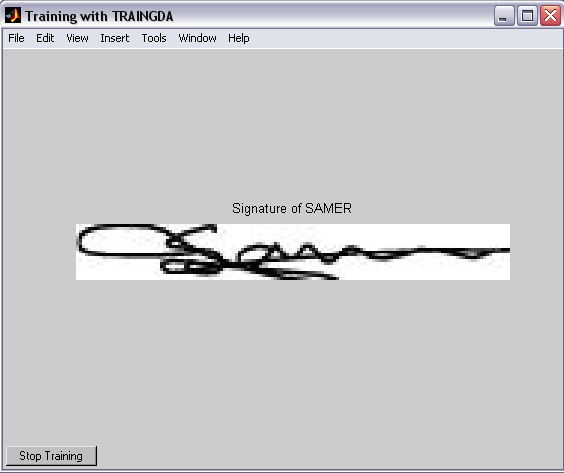 Training with TRAINGDA
File Edit View Insert Tools Window Help
Signature of SAMER
Stop Training